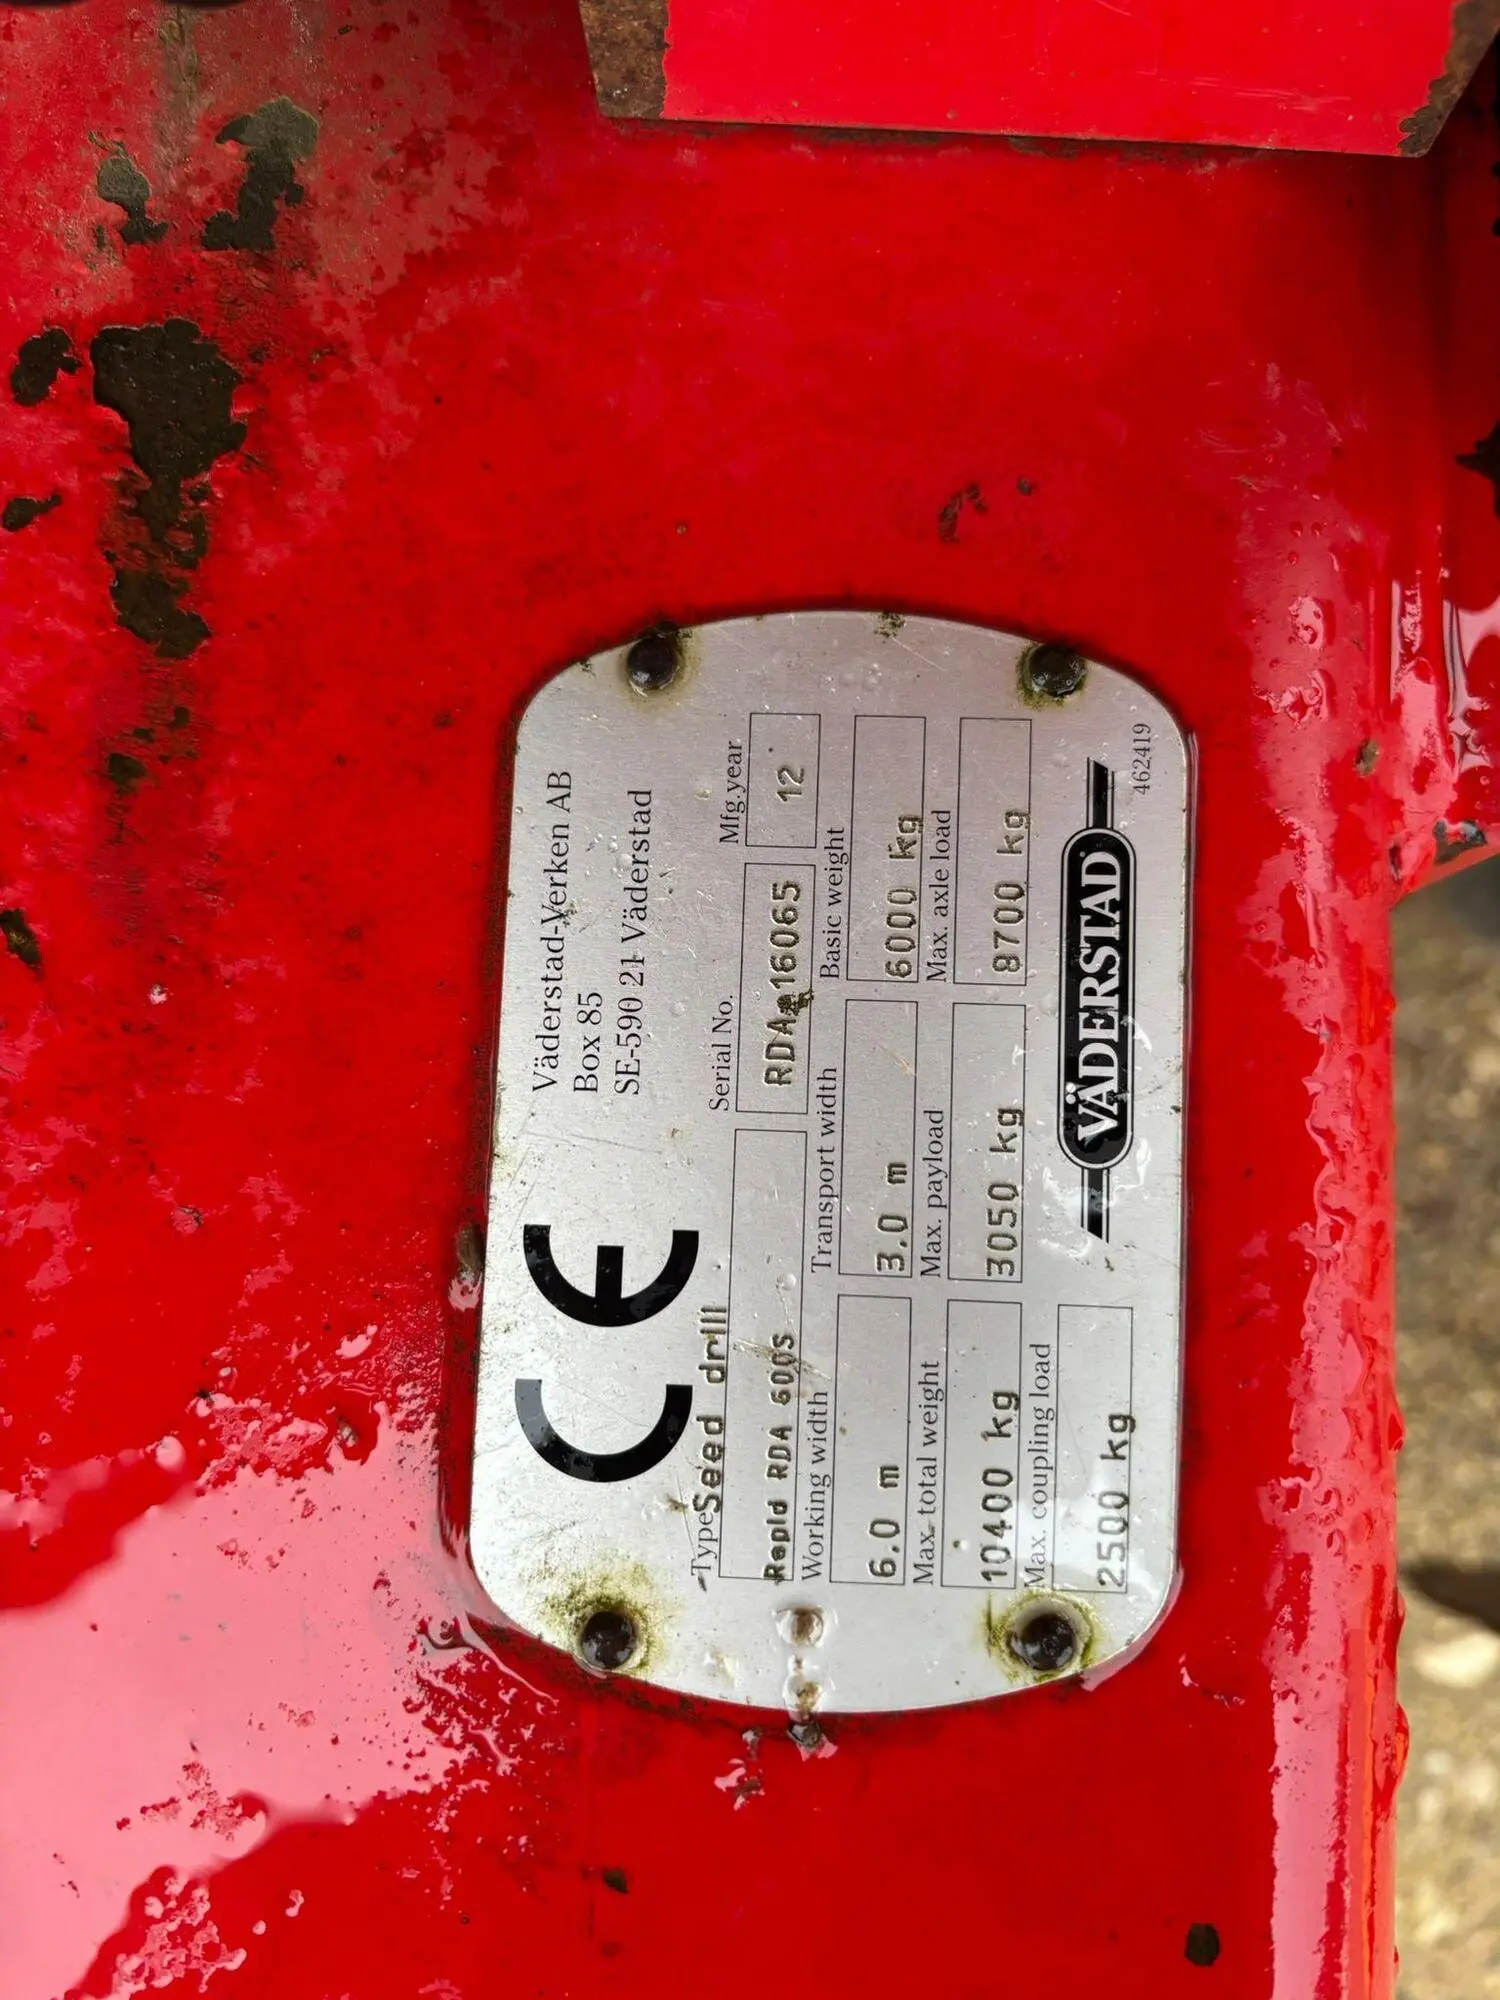 Väderstad-Verken AB
Box 85
SE-590 21 Väderstad
CE
Type Seed drill
Serial No.
Mfg.year
Rapid RDA 600S
RDA 16065
12
Working width
Transport width
Basic weight
6.0 m
3.0 m
6000 kg
Max. total weight
Max. payload
Max. axle load
10400 kg
3050 kg
8700 kg
Max. coupling load
2500 kg
VÄDERSTAD
462419